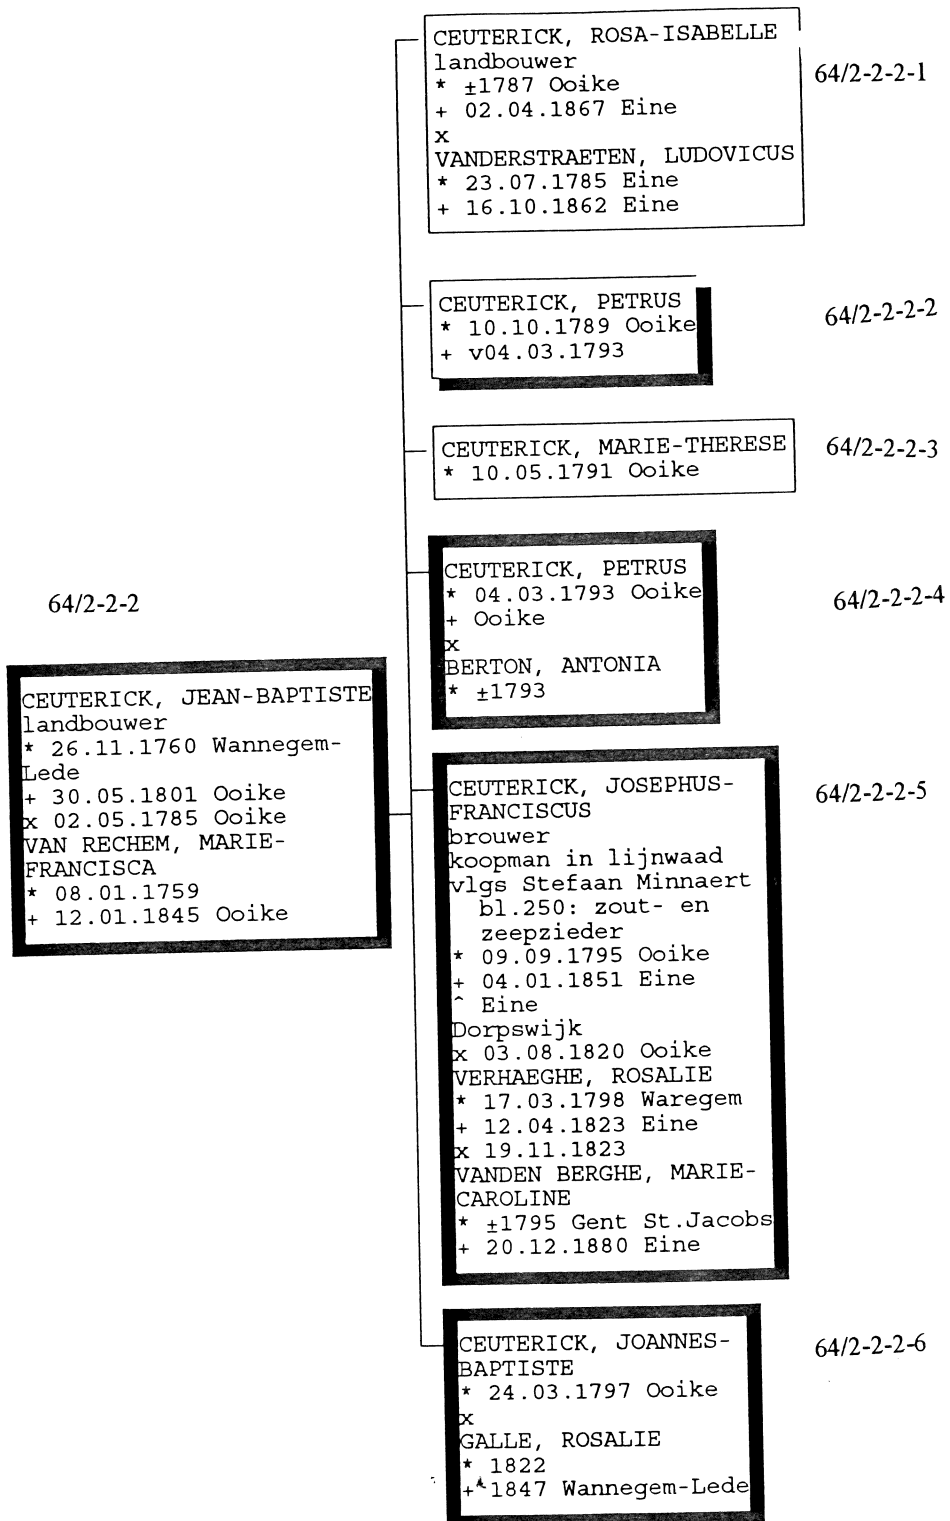 CEUTERICK, ROSA-ISABELLE
landbouwer
* ±1787 Ooike
+ 02.04.1867 Eine
x
VANDERSTRAETEN, LUDOVICUS
* 23.07.1785 Eine
+ 16.10.1862 Eine
64/2-2-2-1
CEUTERICK, PETRUS
* 10.10.1789 Ooike
+ v04.03.1793
64/2-2-2-2
CEUTERICK, MARIE-THERESE
* 10.05.1791 Ooike
64/2-2-2-3
CEUTERICK, PETRUS
* 04.03.1793 Ooike
+ Ooike
x
BERTON, ANTONIA
* ±1793
64/2-2-2-4
64/2-2-2
CEUTERICK, JEAN-BAPTISTE
landbouwer
* 26.11.1760 Wannegem-
Lede
+ 30.05.1801 Ooike
x 02.05.1785 Ooike
VAN RECHEM, MARIE-
FRANCISCA
* 08.01.1759
+ 12.01.1845 Ooike
CEUTERICK, JOSEPHUS-
FRANCISCUS
brouwer
koopman in lijnwaad
vlgs Stefaan Minnaert
bl.250: zout- en
zeepzieder
* 09.09.1795 Ooike
+ 04.01.1851 Eine
^ Eine
Dorpswijk
x 03.08.1820 Ooike
VERHAEGHE, ROSALIE
* 17.03.1798 Waregem
+ 12.04.1823 Eine
x 19.11.1823
VANDEN BERGHE, MARIE-
CAROLINE
* ±1795 Gent St.Jacobs
+ 20.12.1880 Eine
64/2-2-2-5
CEUTERICK, JOANNES-
BAPTISTE
* 24.03.1797 Ooike
x
GALLE, ROSALIE
* 1822
+ 1847 Wannegem-Lede
64/2-2-2-6